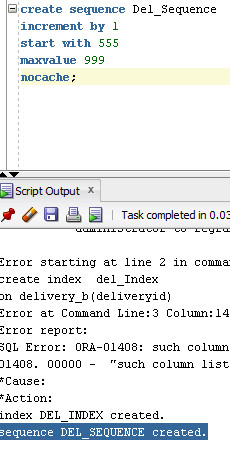 create sequence Del_Sequence
increment by 1
start with 555
maxvalue 999
nocache;
Script Output x
Task completed in 0.03
administrator to
Error starting at line 2 in comman
create index  del_Index
on delivery_b(deliveryid)
Error at Command Line:3 Column:14
Error report:
SQL Error: ORA-01408: such column
01408. 00000 -  "such column list
*Cause:
*Action:
index DEL_INDEX created.
sequence DEL_SEQUENCE created.